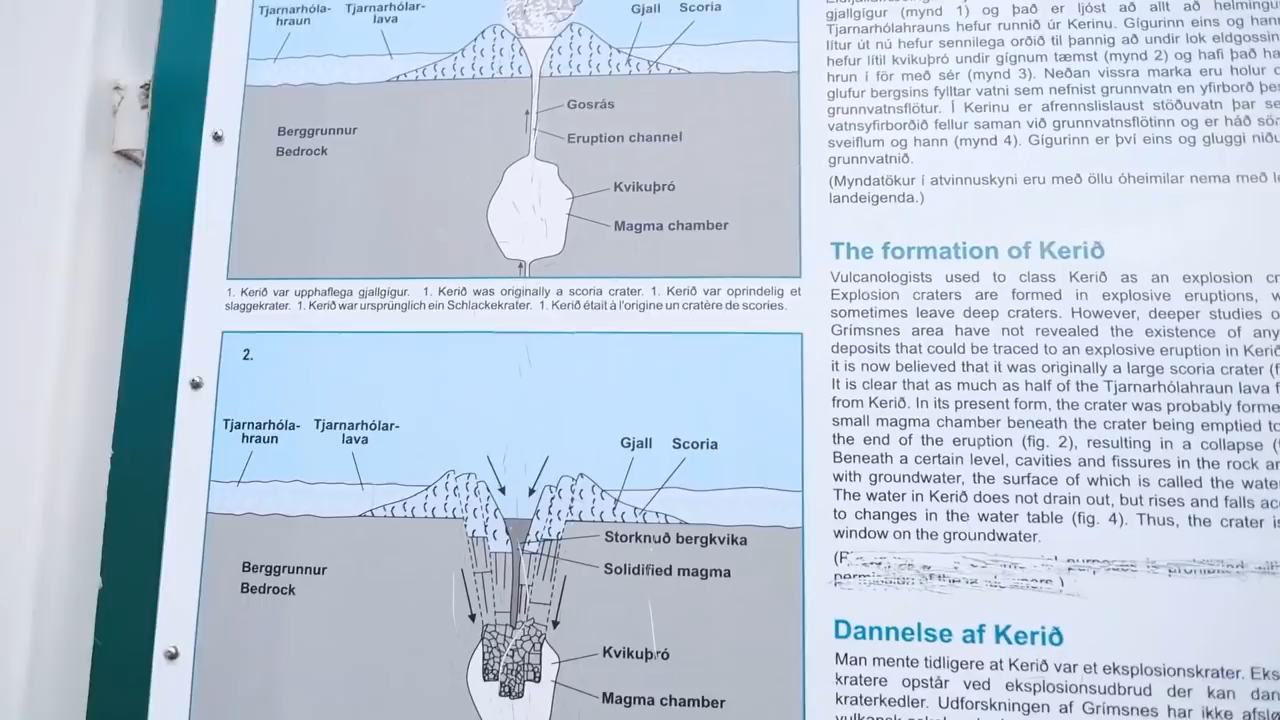 Tjarnarhóla-
hraun
Tjarnarhólar-
lava
Gjall Scoria
Gosrás
Eruption channel
Berggrunnur
Bedrock
Kvikuþró
Magma chamber
1. Kerið var upphaflega gjallgígur. 1. Kerið was originally a scoria crater. 1. Kerið var oprindelig et
slaggekrater. 1. Kerið war ursprünglich ein Schlackekrater. 1. Kerið était à l'origine un cratère de scories.
2.
Tjarnarhóla-
hraun
Tjarnarhólar-
lava
Gjall Scoria
Storknuð bergkvika
Solidified magma
Berggrunnur
Bedrock
Kvikuþró
Magma chamber
gjallgígur (mynd 1) og það er ljóst að allt að helmingu
Tjarnarhólahrauns hefur runnið úr Kerinu. Gígurinn eins og han
lítur út nú hefur sennilega orðið til þannig að undir lok eldgossin
hefur lítil kvikuþró undir gígnum tæmst (mynd 2) og hafi það ha
hrun í för með sér (mynd 3). Neðan vissra marka eru holur o
glufur bergsins fylltar vatni sem nefnist grunnvatn en yfirborð þe
grunnvatnsflötur. Í Kerinu er afrennslislaust stöðuvatn þar se
vatnsyfirborðið fellur saman við grunnvatnsflötinn og er háð söm
sveiflum og hann (mynd 4). Gígurinn er því eins og gluggi niðu
grunnvatnið.
(Myndatökur í atvinnuskyni eru með öllu óheimilar nema með le
landeigenda.)
The formation of Kerið
Vulcanologists used to class Kerið as an explosion cr
Explosion craters are formed in explosive eruptions, w
sometimes leave deep craters. However, deeper studies o
Grímsnes area have not revealed the existence of any
deposits that could be traced to an explosive eruption in Kerið
it is now believed that it was originally a large scoria crater (f
It is clear that as much as half of the Tjarnarhólahraun lava f
from Kerið. In its present form, the crater was probably forme
small magma chamber beneath the crater being emptied to
the end of the eruption (fig. 2), resulting in a collapse (
Beneath a certain level, cavities and fissures in the rock ar
with groundwater, the surface of which is called the wate
The water in Kerið does not drain out, but rises and falls ac
to changes in the water table (fig. 4). Thus, the crater i
window on the groundwater.
Dannelse af Kerið
Man mente tidligere at Kerið var et eksplosionskrater. Eks
kratere opstår ved eksplosionsudbrud der kan dan
kraterkedler. Udforskningen af Grímsnes har ikke afslø